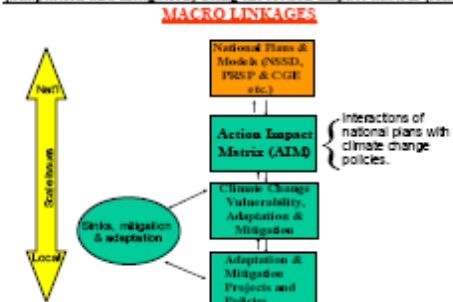 MACRO LINKAGES
National Plans &
Models (NSSD,
PRSP & CGE
etc.)
Nat'l
Action Impact
Matrix (AIM)
Interactions of
national plans with
climate change
policies.
Scale issues
Climate Change
Vulnerability,
Adaptation &
Mitigation
Sinks, mitigation
& adaptation
Local
Adaptation &
Mitigation
Projects and
Policies